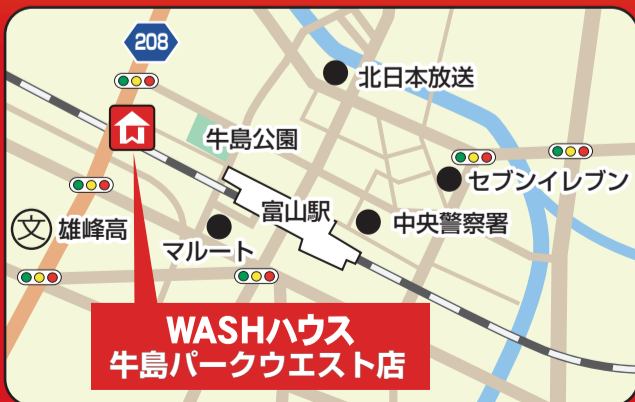 208
北日本放送
牛島公園
セブンイレブン
富山駅
中央警察署
文
雄峰高
マルート
WASHハウス
牛島パークウエスト店